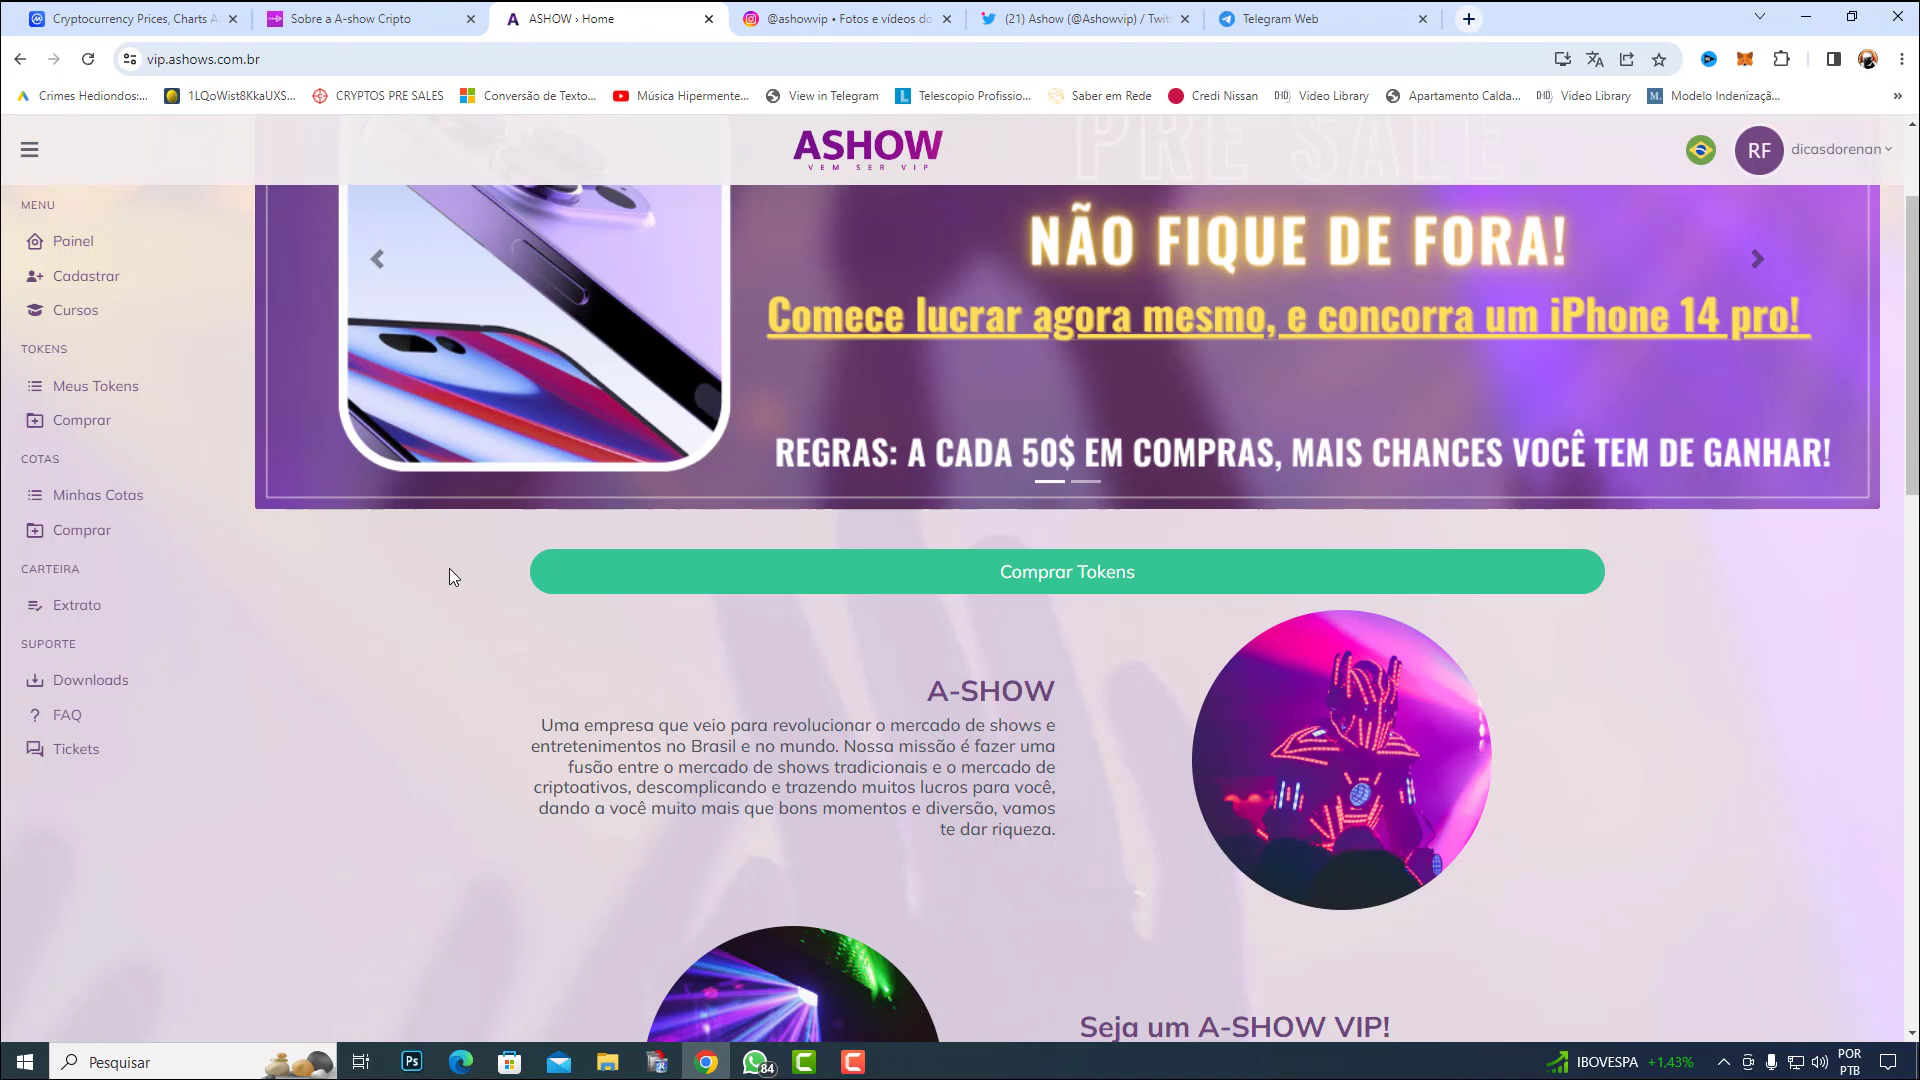 Cryptocurrency Prices, Charts A
Sobre a A-show Cripto
ASHOW › Home
@ashowvip • Fotos e vídeos do
(21) Ashow (@Ashowvip) / Twitt
Telegram Web
vip.ashows.com.br
Crimes Hediondos:...
1LQoWist8KkaUXS...
CRYPTOS PRE SALES
Conversão de Texto...
Música Hipermente...
View in Telegram
Telescopio Profissio...
Saber em Rede
Credi Nissan
Video Library
Apartamento Calda...
Video Library
Modelo Indenizaçã...
ASHOW
VEM SER VIP
PRE SALE
RF
dicasdorenan
MENU
Painel
Cadastrar
Cursos
TOKENS
Meus Tokens
Comprar
COTAS
Minhas Cotas
Comprar
CARTEIRA
Extrato
SUPORTE
Downloads
FAQ
Tickets
NÃO FIQUE DE FORA!
Comece lucrar agora mesmo, e concorra um iPhone 14 pro!
REGRAS: A CADA 50$ EM COMPRAS, MAIS CHANCES VOCÊ TEM DE GANHAR!
Comprar Tokens
A-SHOW
Uma empresa que veio para revolucionar o mercado de shows e
entretenimentos no Brasil e no mundo. Nossa missão é fazer uma
fusão entre o mercado de shows tradicionais e o mercado de
criptoativos, descomplicando e trazendo muitos lucros para você,
dando a você muito mais que bons momentos e diversão, vamos
te dar riqueza.
Seja um A-SHOW VIP!
Pesquisar
Ps
84
IBOVESPA +1,43%
POR
PTB